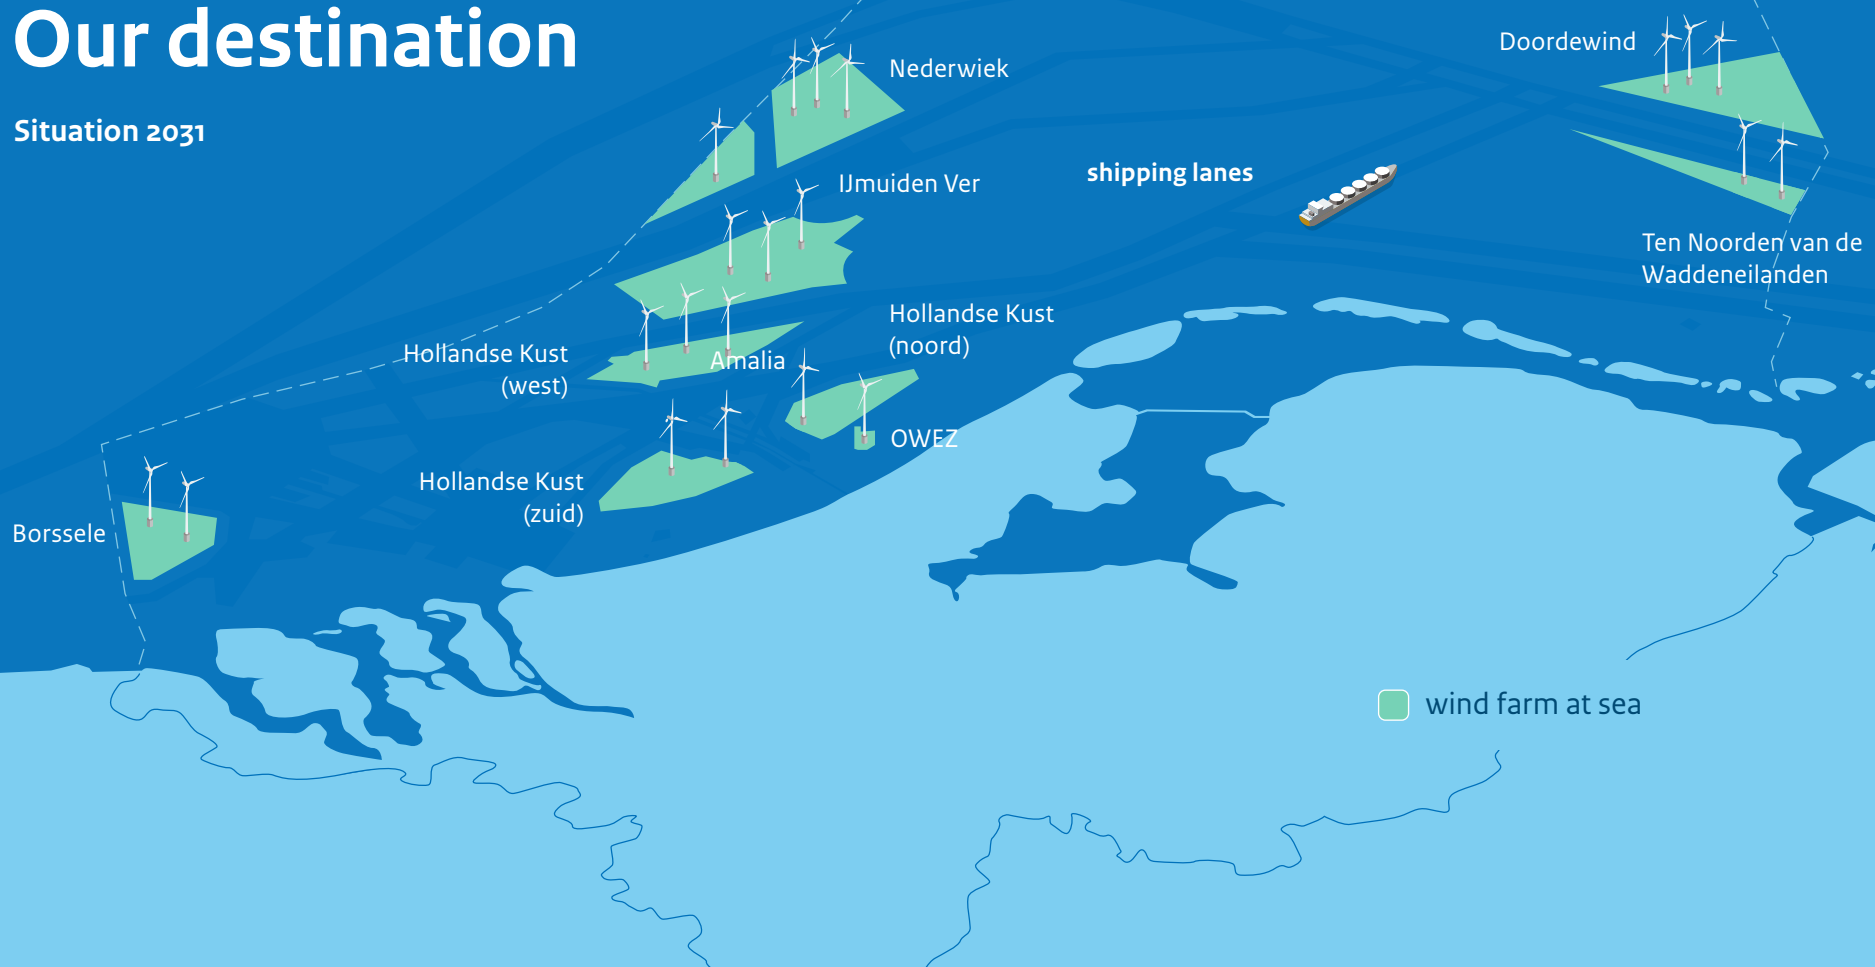 Our destination
Situation 2031
Nederwiek
Doordewind
IJmuiden Ver
shipping lanes
Ten Noorden van de
Waddeneilanden
Hollandse Kust
(noord)
Hollandse Kust
(west)
Amalia
OWEZ
Hollandse Kust
(zuid)
Borssele
wind farm at sea